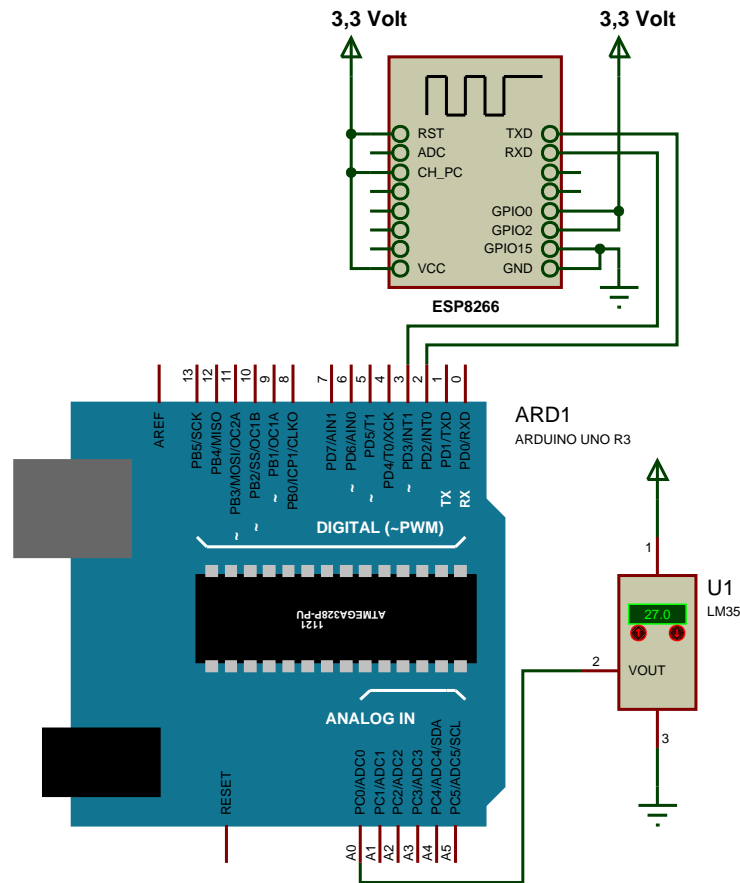 3,3 Volt
3,3 Volt
RST
TXD
ADC
RXD
CH_PC
GPIO0
GPIO2
GPIO15
VCC
GND
ESP8266
13
12
11
10
9
8
7
6
5
4
3
2
1
0
AREF
PB5/SCK
PB4/MISO
~ PB3/MOSI/OC2A
~ PB2/SS/OC1B
~ PB1/OC1A
PB0/ICP1/CLKO
PD7/AIN1
~ PD6/AIN0
~ PD5/T1
PD4/T0/XCK
~ PD3/INT1
PD2/INT0
TX PD1/TXD
RX PD0/RXD
ARD1
ARDUINO UNO R3
DIGITAL (~PWM)
ATMEGA328P-PU
1121
1
U1
LM35
27.0
2
VOUT
3
ANALOG IN
RESET
PC0/ADC0
PC1/ADC1
PC2/ADC2
PC3/ADC3
PC4/ADC4/SDA
PC5/ADC5/SCL
A0
A1
A2
A3
A4
A5